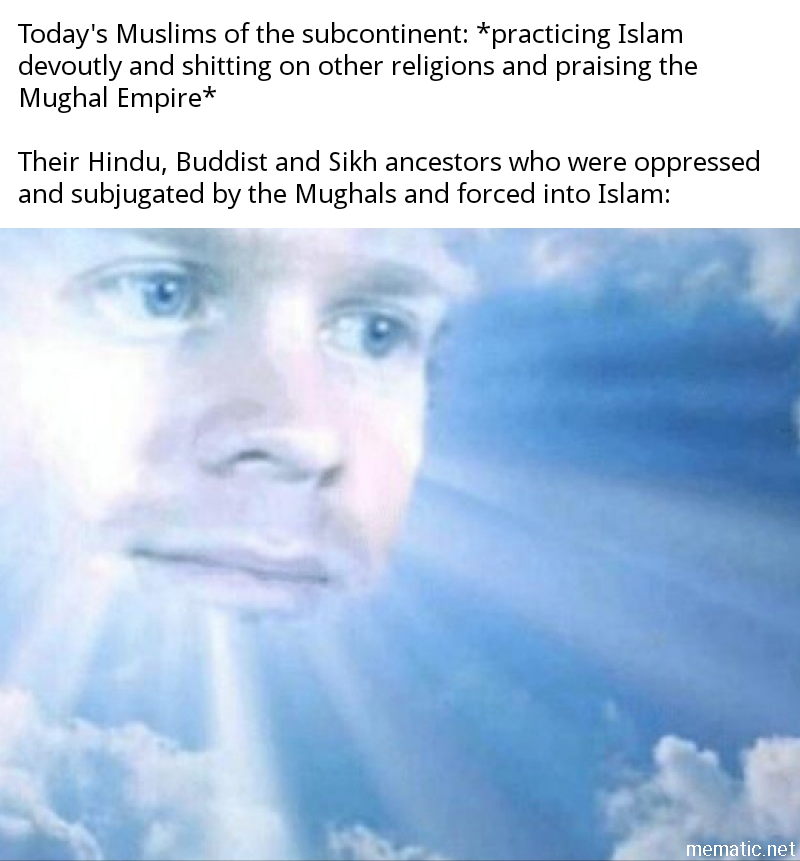 Today's Muslims of the subcontinent: *practicing Islam
devoutly and shitting on other religions and praising the
Mughal Empire*
Their Hindu, Buddist and Sikh ancestors who were oppressed
and subjugated by the Mughals and forced into Islam:
mematic.net